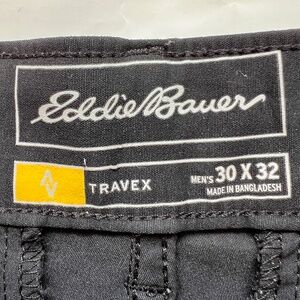 Eddie Bauer
TRAVEX
MEN'S 30 X 32
MADE IN BANGLADESH